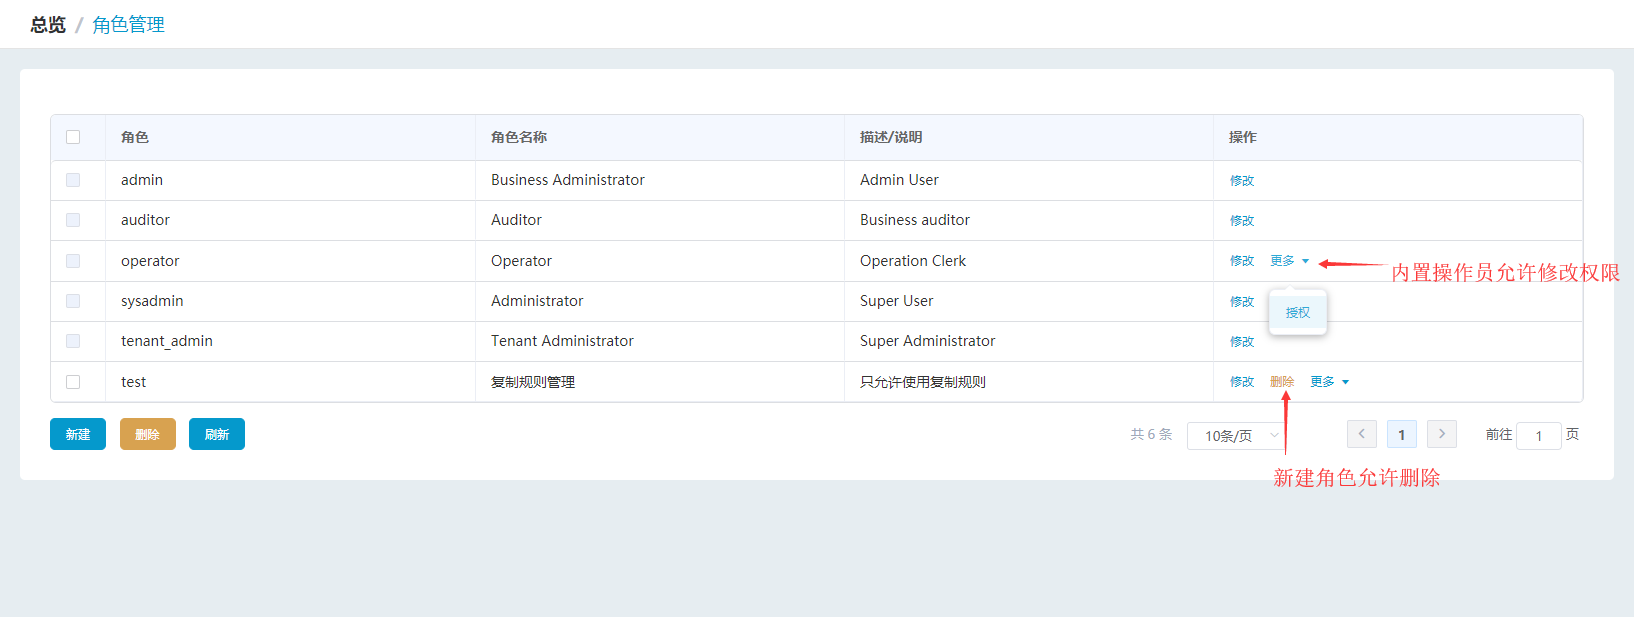 总览 / 角色管理
角色 角色名称 描述/说明 操作
admin Business Administrator Admin User 修改
auditor Auditor Business auditor 修改
operator Operator Operation Clerk 修改 更多
内置操作员允许修改权限
sysadmin Administrator Super User 修改
授权
tenant_admin Tenant Administrator Super Administrator 修改
test 复制规则管理 只允许使用复制规则 修改 删除 更多
新建 删除 刷新 共 6 条 10条/页 1 前往 1 页
新建角色允许删除